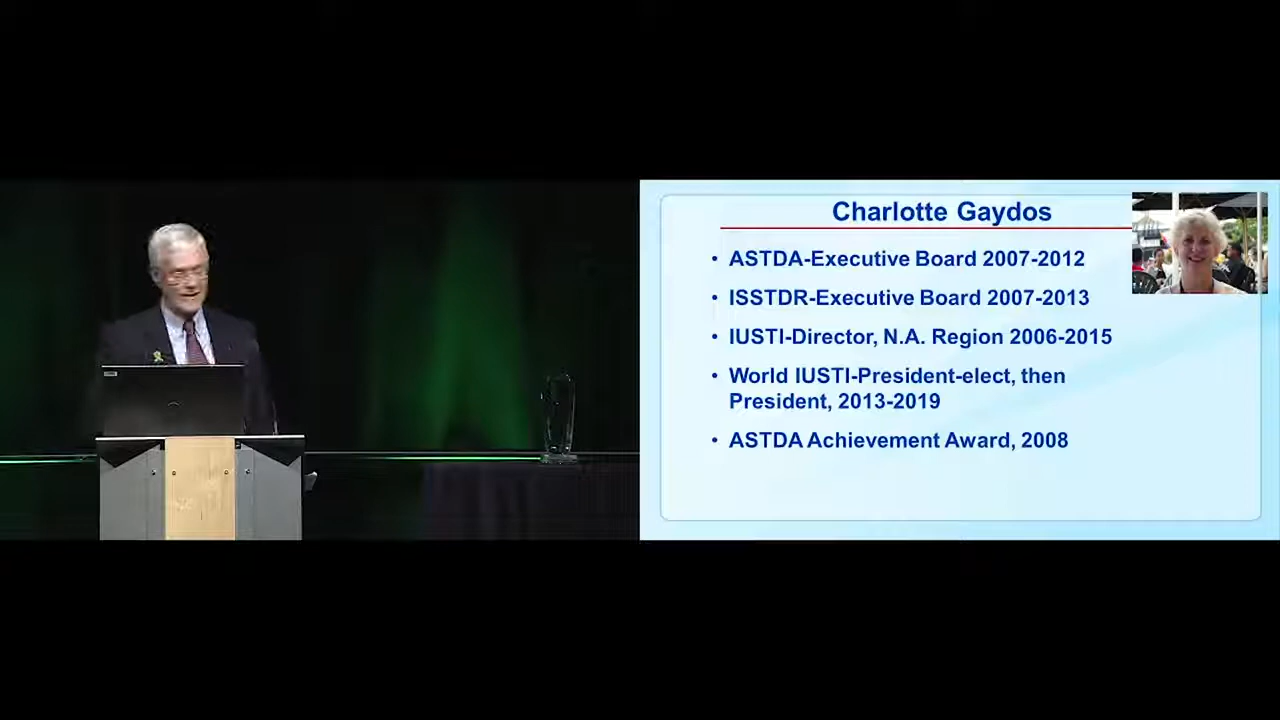 Charlotte Gaydos
• ASTDA-Executive Board 2007-2012
• ISSTDR-Executive Board 2007-2013
• IUSTI-Director, N.A. Region 2006-2015
• World IUSTI-President-elect, then
President, 2013-2019
• ASTDA Achievement Award, 2008